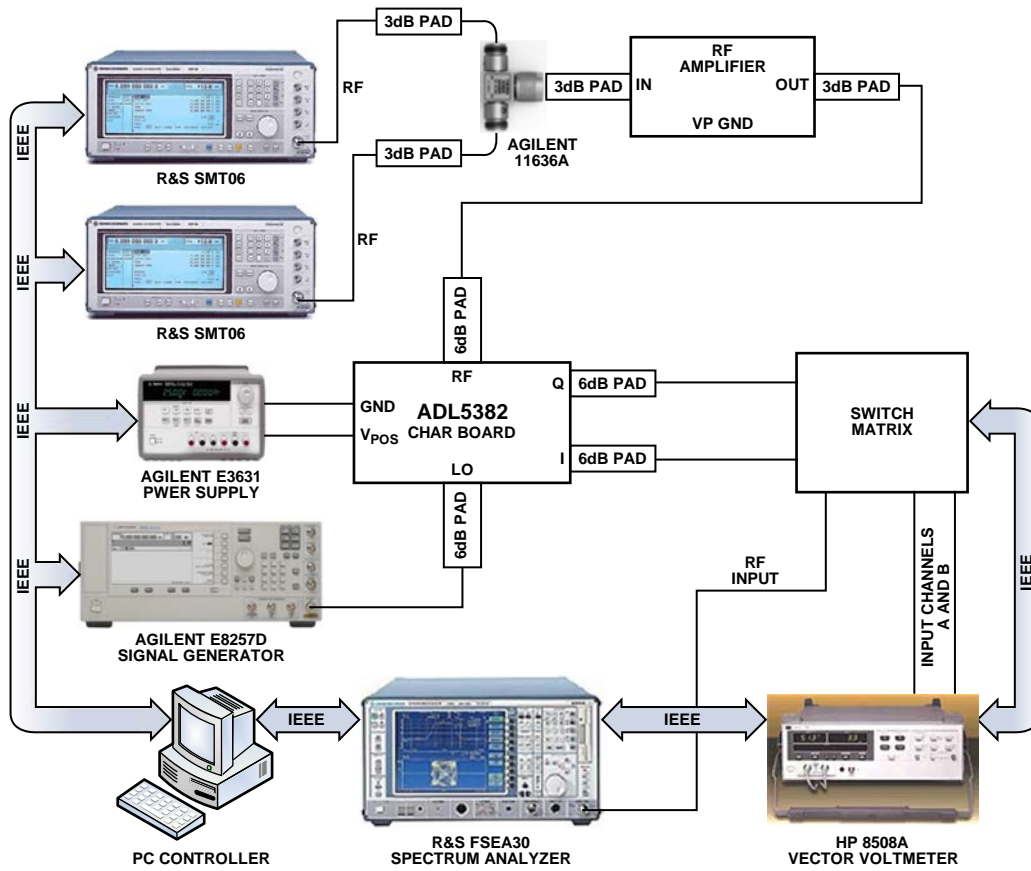 3dB PAD
RF
3dB PAD
AGILENT
11636A
3dB PAD
RF
AMPLIFIER
IN
OUT
VP GND
3dB PAD
IEEE
R&S SMT06
RF
IEEE
R&S SMT06
6dB PAD
RF
GND
ADL5382
CHAR BOARD
VPOS
LO
Q
I
6dB PAD
6dB PAD
SWITCH
MATRIX
IEEE
AGILENT E3631
PWER SUPPLY
6dB PAD
RF
INPUT
INPUT CHANNELS
A AND B
IEEE
IEEE
AGILENT E8257D
SIGNAL GENERATOR
IEEE
IEEE
PC CONTROLLER
R&S FSEA30
SPECTRUM ANALYZER
HP 8508A
VECTOR VOLTMETER